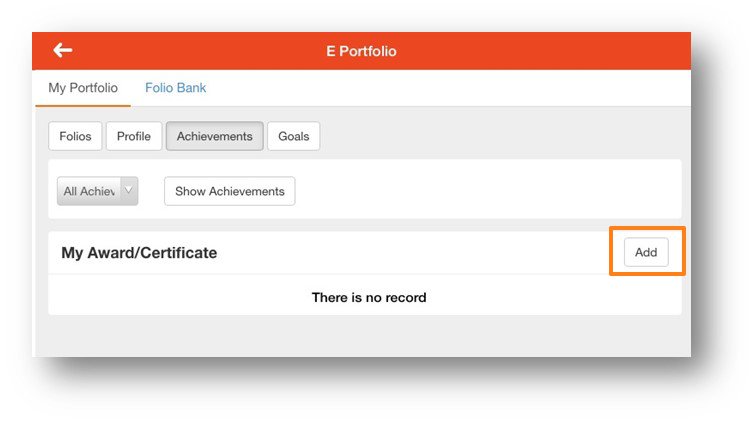 E Portfolio
My Portfolio Folio Bank
Folios Profile Achievements Goals
All Achiev Show Achievements
My Award/Certificate Add
There is no record